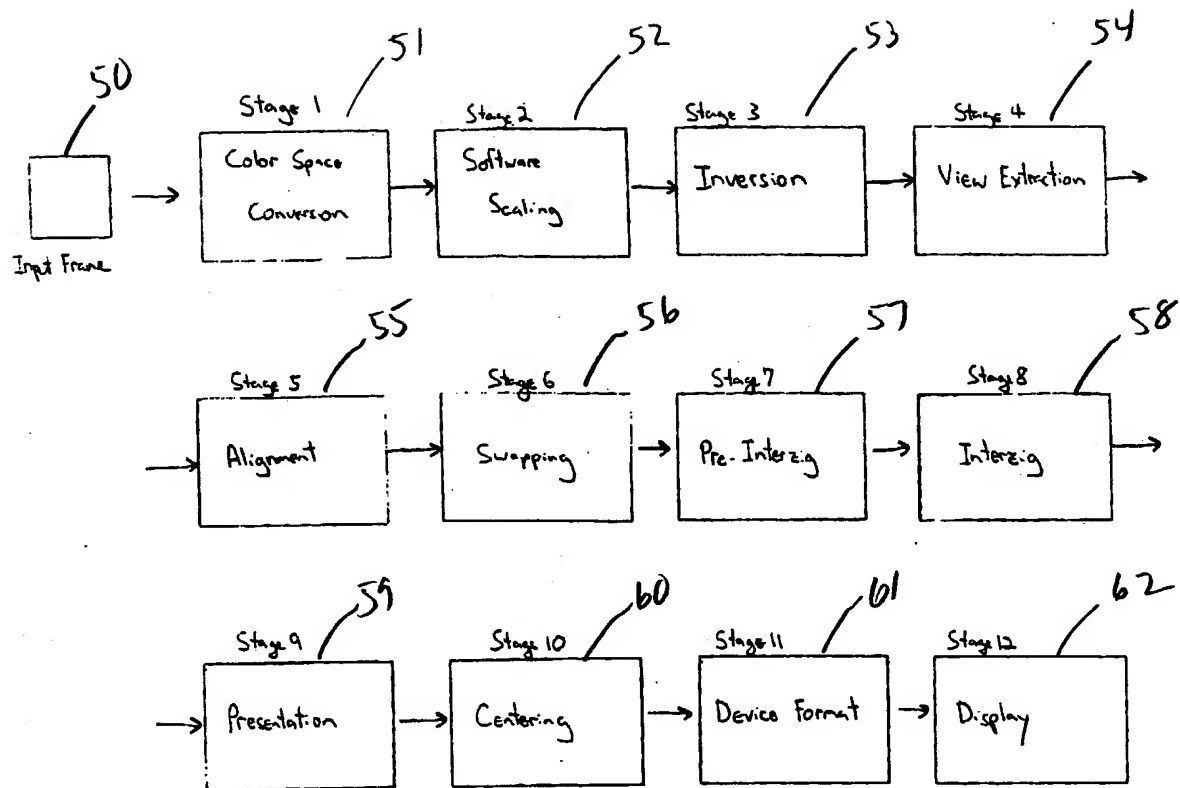 50
Input Frame
51
Stage 1
Color Space
Conversion
52
Stage 2
Software
Scaling
53
Stage 3
Inversion
54
Stage 4
View Extraction
55
Stage 5
Alignment
56
Stage 6
Swapping
57
Stage 7
Pre-Interzig
58
Stage 8
Interzig
59
Stage 9
Presentation
60
Stage 10
Centering
61
Stage 11
Device Format
62
Stage 12
Display